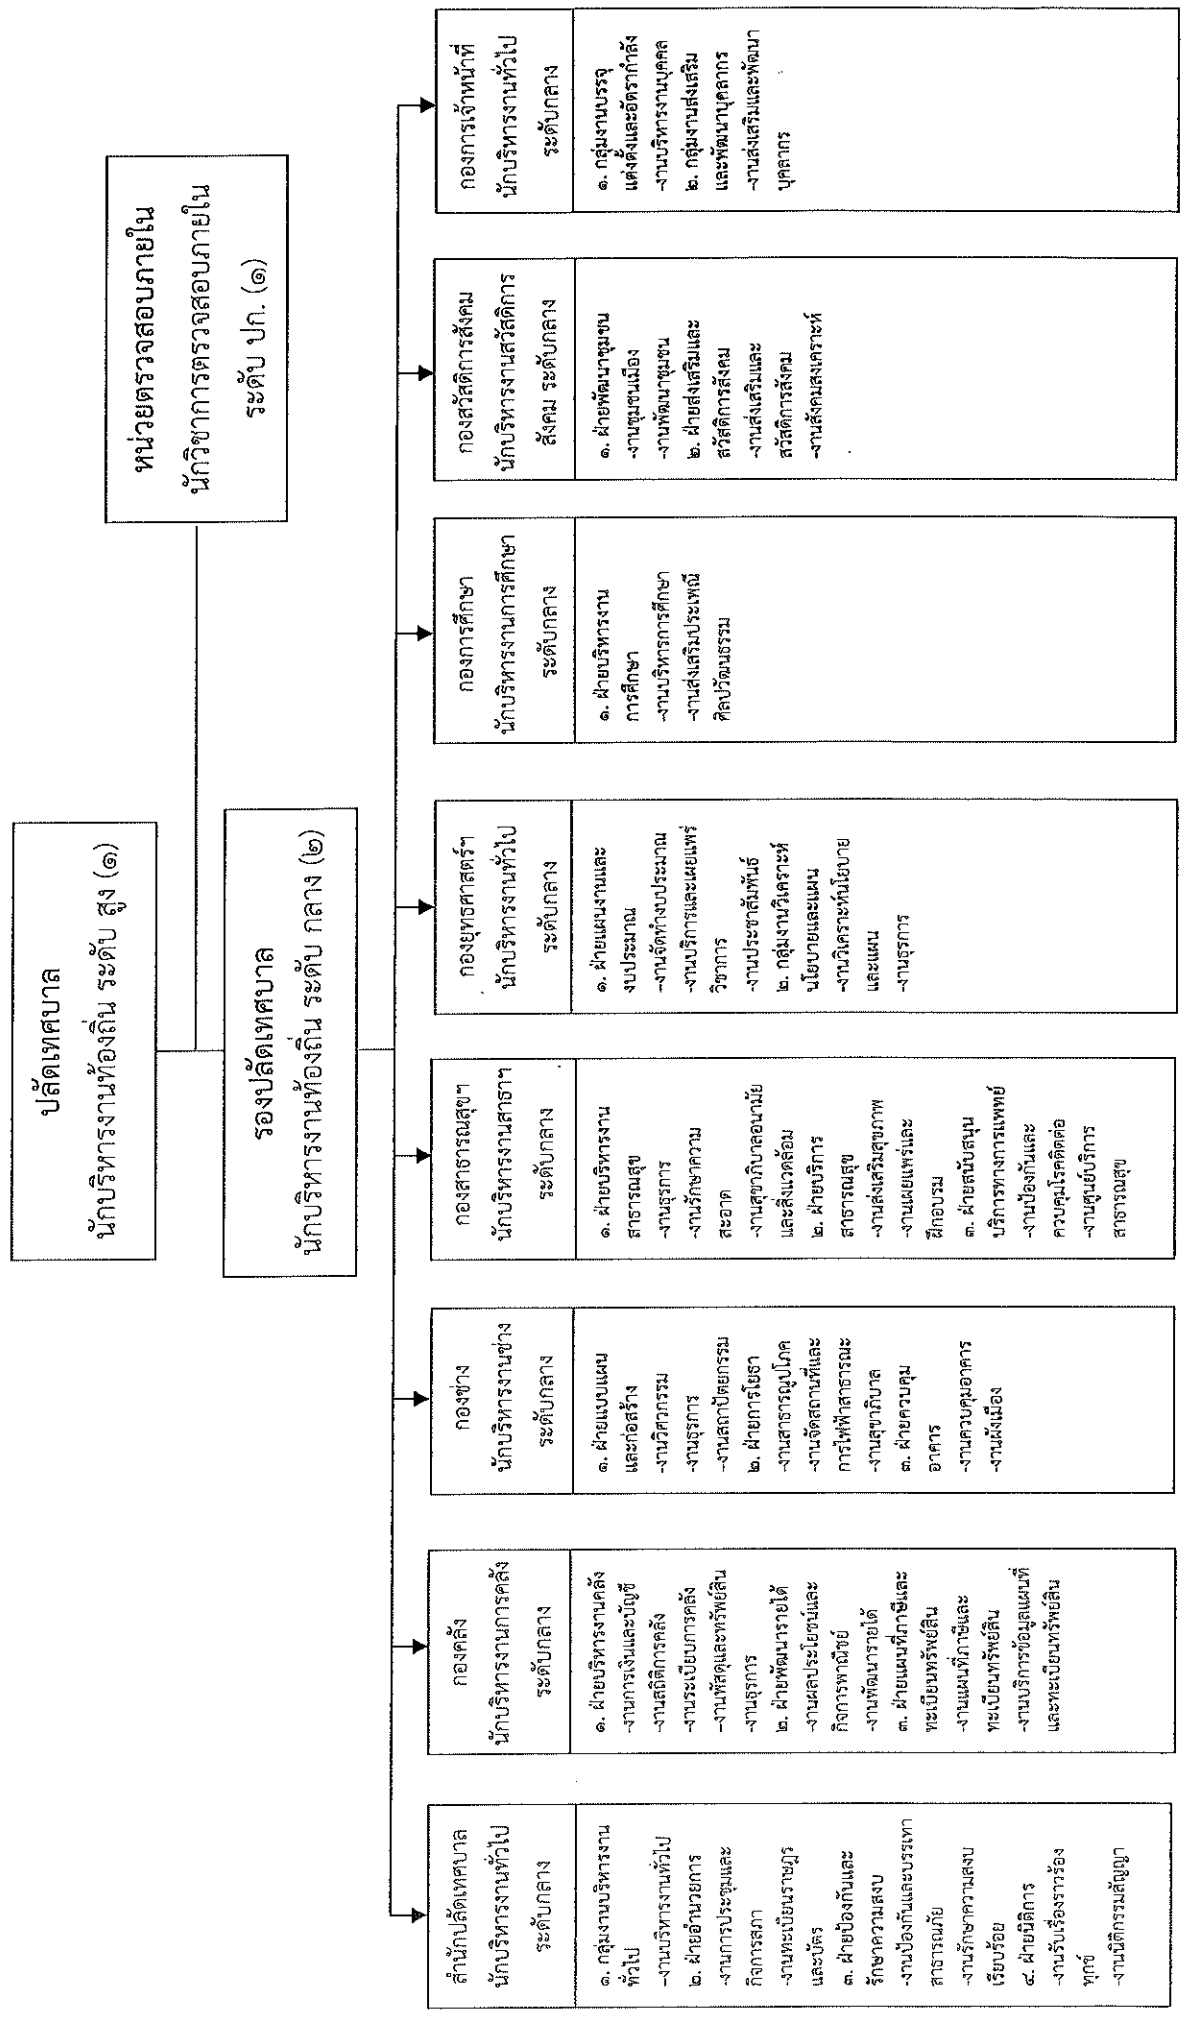 ปลัดเทศบาล
นักบริหารงานท้องถิ่น ระดับ สูง (๑)
หน่วยตรวจสอบภายใน
นักวิชาการตรวจสอบภายใน
ระดับ ปก. (๑)
รองปลัดเทศบาล
นักบริหารงานท้องถิ่น ระดับ กลาง (๒)
สำนักปลัดเทศบาล
นักบริหารงานทั่วไป
ระดับกลาง
๑. กลุ่มงานบริหารงาน
ทั่วไป
-งานบริหารงานทั่วไป
๒. ฝ่ายอำนวยการ
-งานการประชุมและ
กิจการสภา
-งานทะเบียนราษฎร
และบัตร
๓. ฝ่ายป้องกันและ
รักษาความสงบ
-งานป้องกันและบรรเทา
สาธารณภัย
-งานรักษาความสงบ
เรียบร้อย
๔. ฝ่ายนิติการ
-งานรับเรื่องราวร้อง
ทุกข์
-งานนิติกรรมสัญญา
กองคลัง
นักบริหารงานการคลัง
ระดับกลาง
๑. ฝ่ายบริหารงานคลัง
-งานการเงินและบัญชี
-งานสถิติการคลัง
-งานระเบียบการคลัง
-งานพัสดุและทรัพย์สิน
-งานธุรการ
๒. ฝ่ายพัฒนารายได้
-งานผลประโยชน์และ
กิจการพาณิชย์
-งานพัฒนารายได้
๓. ฝ่ายแผนที่ภาษีและ
ทะเบียนทรัพย์สิน
-งานแผนที่ภาษีและ
ทะเบียนทรัพย์สิน
-งานบริการข้อมูลแผนที่
และทะเบียนทรัพย์สิน
กองช่าง
นักบริหารงานช่าง
ระดับกลาง
๑. ฝ่ายแบบแผน
และก่อสร้าง
-งานวิศวกรรม
-งานธุรการ
-งานสถาปัตยกรรม
๒. ฝ่ายการโยธา
-งานสาธารณูปโภค
-งานจัดสถานที่และ
การไฟฟ้าสาธารณะ
-งานสุขาภิบาล
๓. ฝ่ายควบคุม
อาคาร
-งานควบคุมอาคาร
-งานผังเมือง
กองสาธารณสุขฯ
นักบริหารงานสาธาฯ
ระดับกลาง
๑. ฝ่ายบริหารงาน
สาธารณสุข
-งานธุรการ
-งานรักษาความ
สะอาด
-งานสุขาภิบาลอนามัย
และสิ่งแวดล้อม
๒. ฝ่ายบริการ
สาธารณสุข
-งานส่งเสริมสุขภาพ
-งานเผยแพร่และ
ฝึกอบรม
๓. ฝ่ายสนับสนุน
บริการทางการแพทย์
-งานป้องกันและ
ควบคุมโรคติดต่อ
-งานศูนย์บริการ
สาธารณสุข
กองยุทธศาสตร์ฯ
นักบริหารงานทั่วไป
ระดับกลาง
๑. ฝ่ายแผนงานและ
งบประมาณ
-งานจัดทำงบประมาณ
-งานบริการและเผยแพร่
วิชาการ
-งานประชาสัมพันธ์
๒. กลุ่มงานวิเคราะห์
นโยบายและแผน
-งานวิเคราะห์นโยบาย
และแผน
-งานธุรการ
กองการศึกษา
นักบริหารงานการศึกษา
ระดับกลาง
๑. ฝ่ายบริหารงาน
การศึกษา
-งานบริหารการศึกษา
-งานส่งเสริมประเพณี
ศิลปวัฒนธรรม
กองสวัสดิการสังคม
นักบริหารงานสวัสดิการ
สังคม ระดับกลาง
๑. ฝ่ายพัฒนาชุมชน
-งานชุมชนเมือง
-งานพัฒนาชุมชน
๒. ฝ่ายส่งเสริมและ
สวัสดิการสังคม
-งานส่งเสริมและ
สวัสดิการสังคม
-งานสังคมสงเคราะห์
กองการเจ้าหน้าที่
นักบริหารงานทั่วไป
ระดับกลาง
๑. กลุ่มงานบรรจุ
แต่งตั้งและอัตรากำลัง
-งานบริหารงานบุคคล
๒. กลุ่มงานส่งเสริม
และพัฒนาบุคลากร
-งานส่งเสริมและพัฒนา
บุคลากร